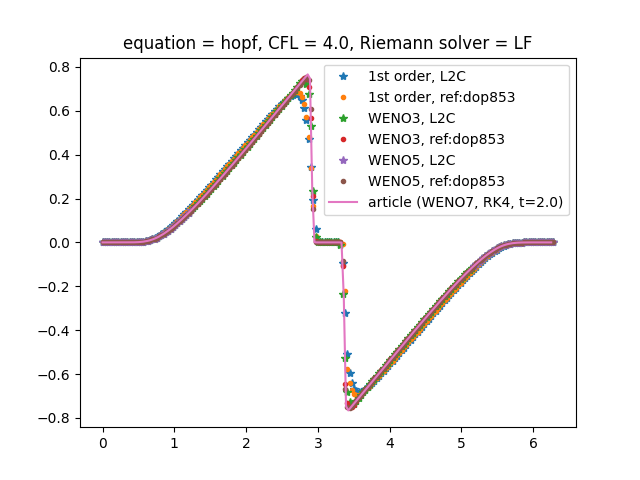 equation = hopf, CFL = 4.0, Riemann solver = LF
0.8
0.6
0.4
0.2
0.0
−0.2
−0.4
−0.6
−0.8
1st order, L2C
1st order, ref:dop853
WENO3, L2C
WENO3, ref:dop853
WENO5, L2C
WENO5, ref:dop853
article (WENO7, RK4, t=2.0)
0 1 2 3 4 5 6